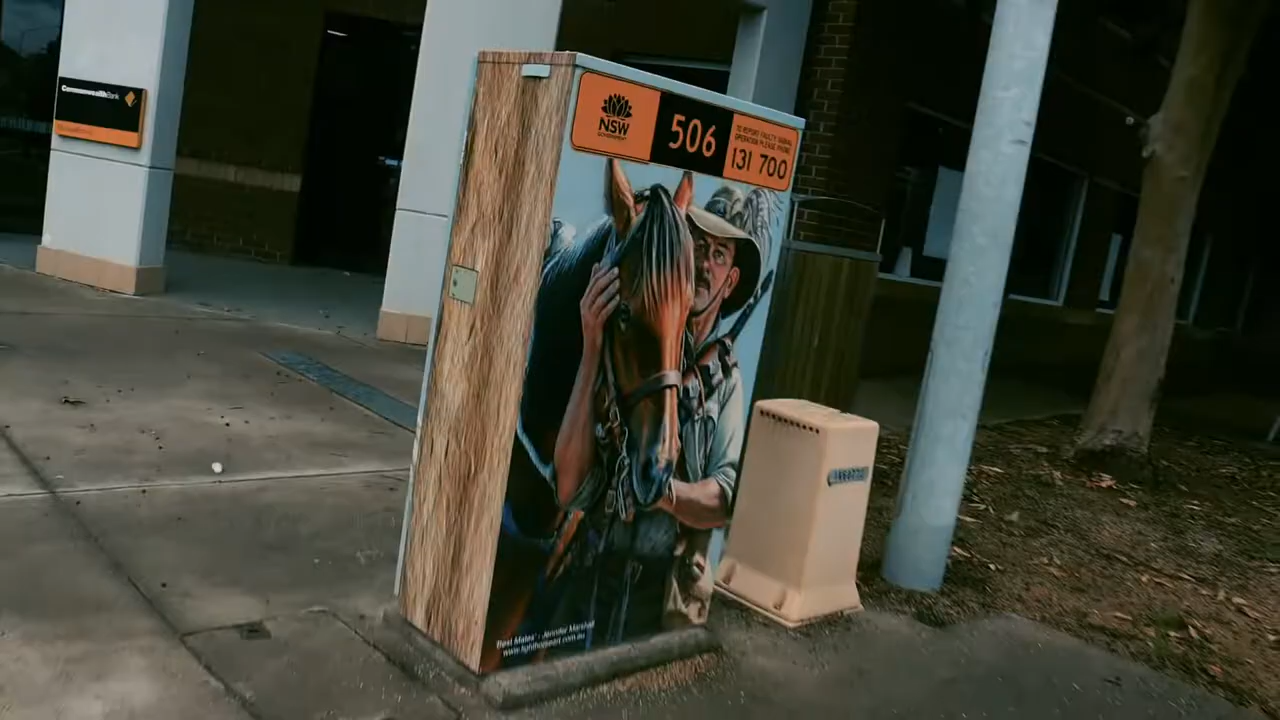 CommonwealthBank
NSW
GOVERNMENT
506
TO REPORT FAULTY SIGNAL
OPERATION PLEASE PHONE
131 700
'Best Mates' - Jennifer Marshall
www.lighthorseart.com.au